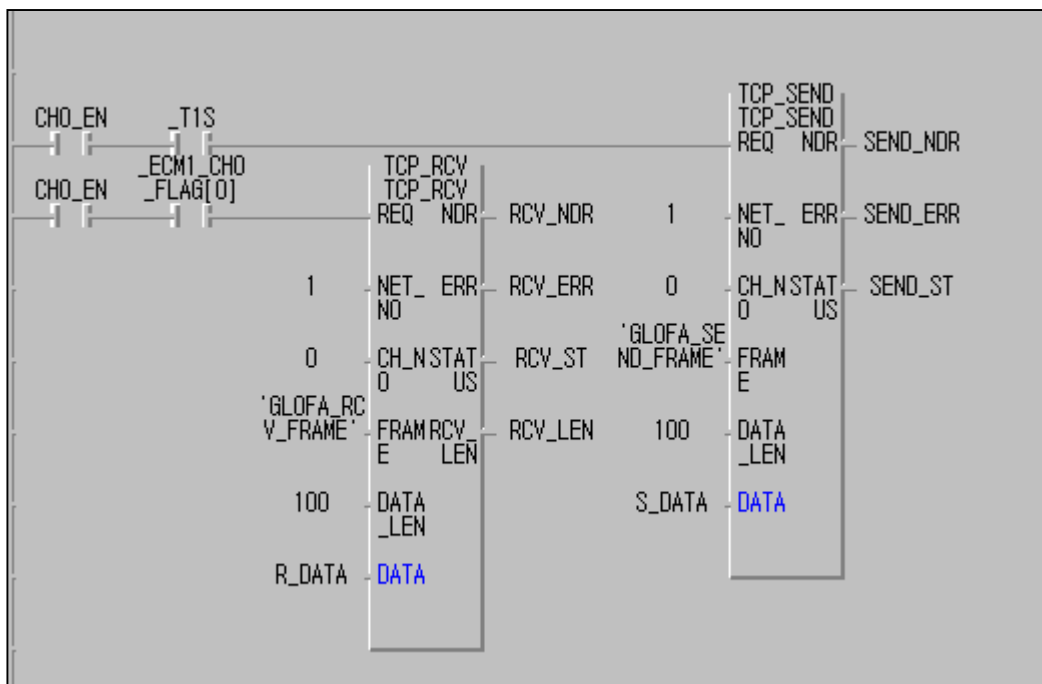 TCP_SEND
CH0_EN _T1S TCP_SEND
REQ NDR SEND_NDR
_ECM1_CH0 TCP_RCV
CH0_EN _FLAG[0] TCP_RCV
REQ NDR RCV_NDR 1 NET_ ERR SEND_ERR
NO
1 NET_ ERR RCV_ERR 0 CH_N STAT SEND_ST
NO 0 US
'GLOFA_SE
0 CH_N STAT RCV_ST ND_FRAME' FRAM
0 US E
'GLOFA_RC
V_FRAME' FRAM RCV_ RCV_LEN 100 DATA
E LEN _LEN
100 DATA S_DATA DATA
_LEN
R_DATA DATA